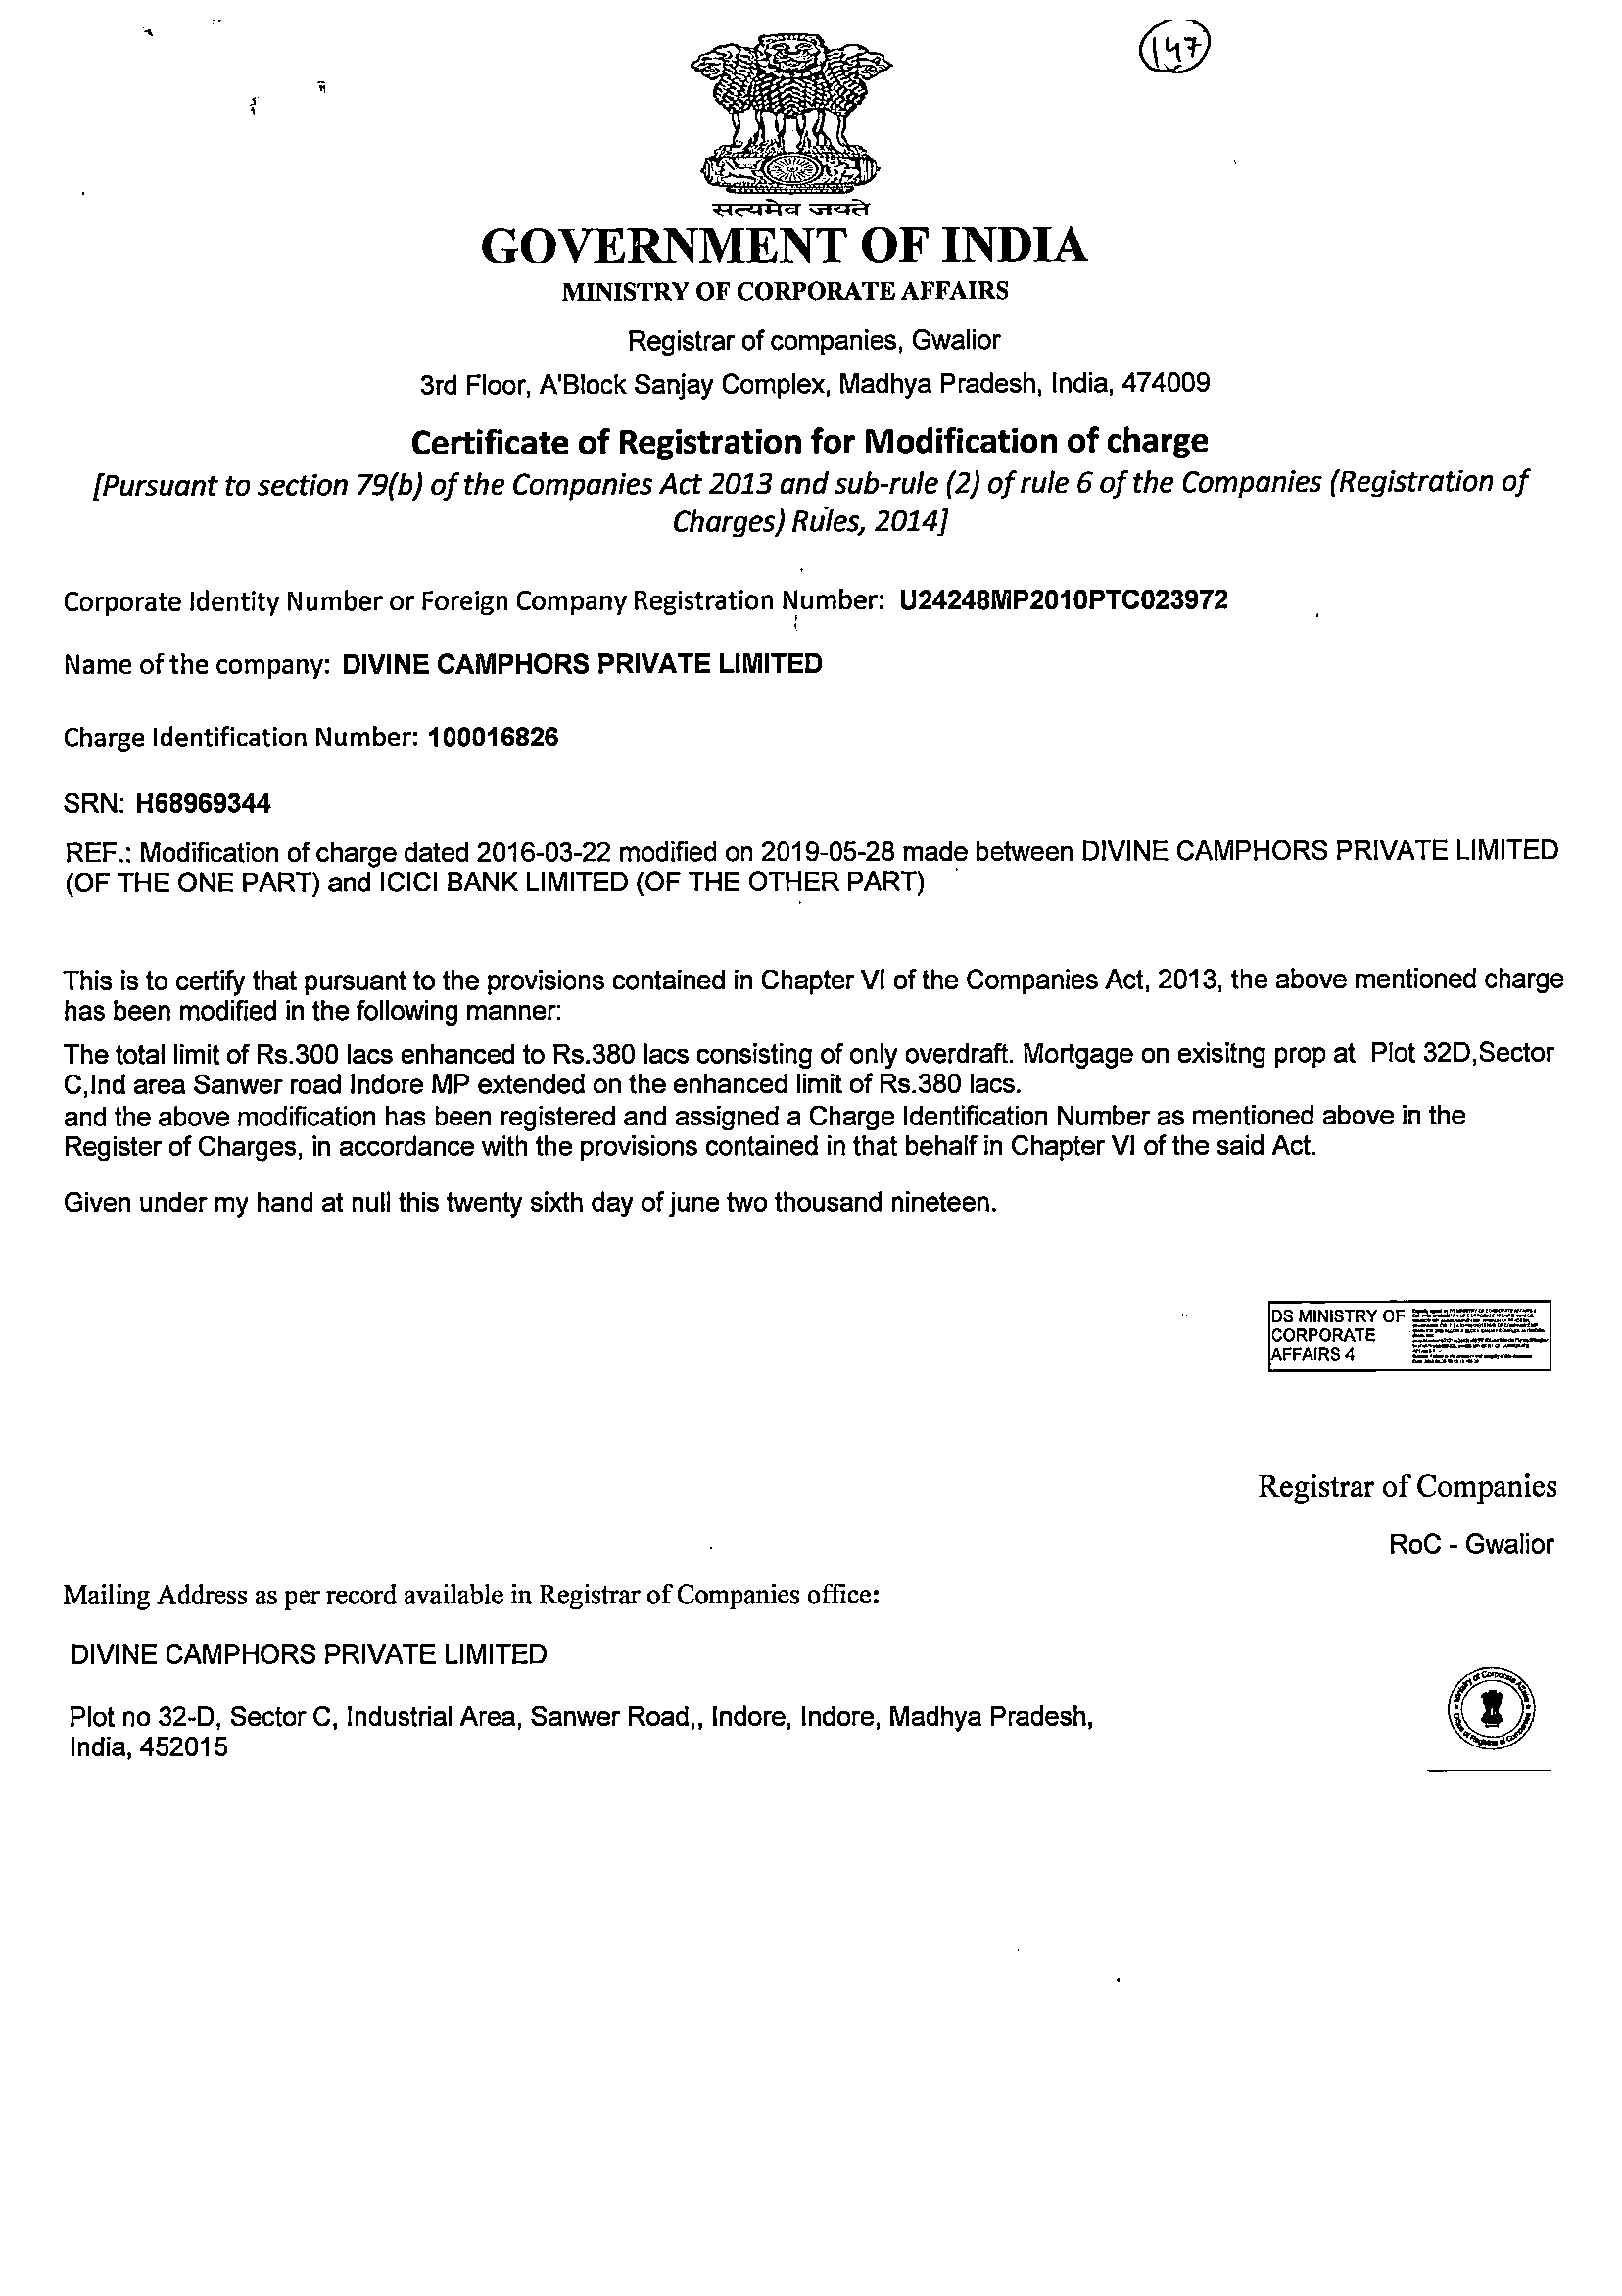 147
सत्यमेव जयते
GOVERNMENT OF INDIA
MINISTRY OF CORPORATE AFFAIRS
Registrar of companies, Gwalior
3rd Floor, A'Block Sanjay Complex, Madhya Pradesh, India, 474009
Certificate of Registration for Modification of charge
[Pursuant to section 79(b) of the Companies Act 2013 and sub-rule (2) of rule 6 of the Companies (Registration of
Charges) Rules, 2014]
Corporate Identity Number or Foreign Company Registration Number: U24248MP2010PTC023972
Name of the company: DIVINE CAMPHORS PRIVATE LIMITED
Charge Identification Number: 100016826
SRN: H68969344
REF.: Modification of charge dated 2016-03-22 modified on 2019-05-28 made between DIVINE CAMPHORS PRIVATE LIMITED
(OF THE ONE PART) and ICICI BANK LIMITED (OF THE OTHER PART)
This is to certify that pursuant to the provisions contained in Chapter VI of the Companies Act, 2013, the above mentioned charge
has been modified in the following manner:
The total limit of Rs.300 lacs enhanced to Rs.380 lacs consisting of only overdraft. Mortgage on exisitng prop at Plot 32D,Sector
C,Ind area Sanwer road Indore MP extended on the enhanced limit of Rs.380 lacs.
and the above modification has been registered and assigned a Charge Identification Number as mentioned above in the
Register of Charges, in accordance with the provisions contained in that behalf in Chapter VI of the said Act.
Given under my hand at null this twenty sixth day of june two thousand nineteen.
DS MINISTRY OF
CORPORATE
AFFAIRS 4
Registrar of Companies
RoC - Gwalior
Mailing Address as per record available in Registrar of Companies office:
DIVINE CAMPHORS PRIVATE LIMITED
Plot no 32-D, Sector C, Industrial Area, Sanwer Road,, Indore, Indore, Madhya Pradesh,
India, 452015
Ministry of Corporate Affairs
Office of Registrar of Companies